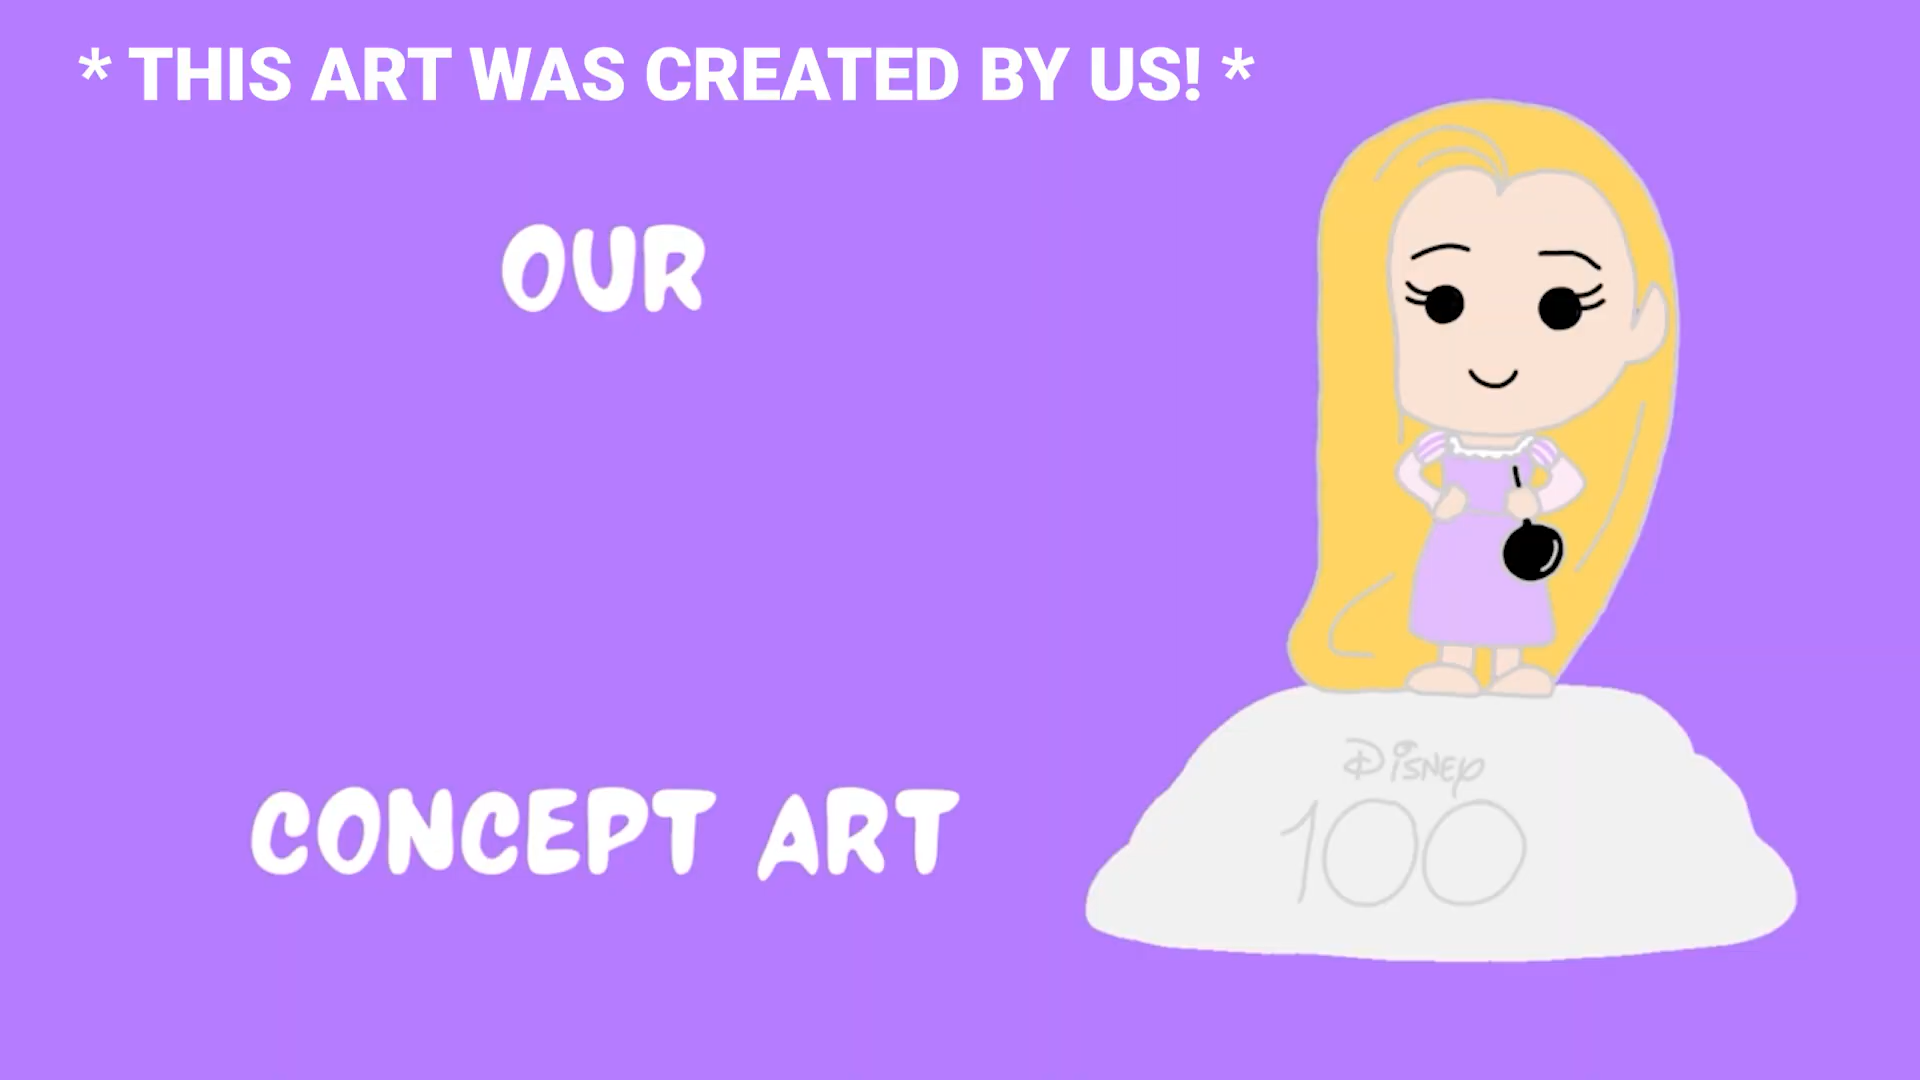 * THIS ART WAS CREATED BY US! *
OUR
CONCEPT ART
Disney
100